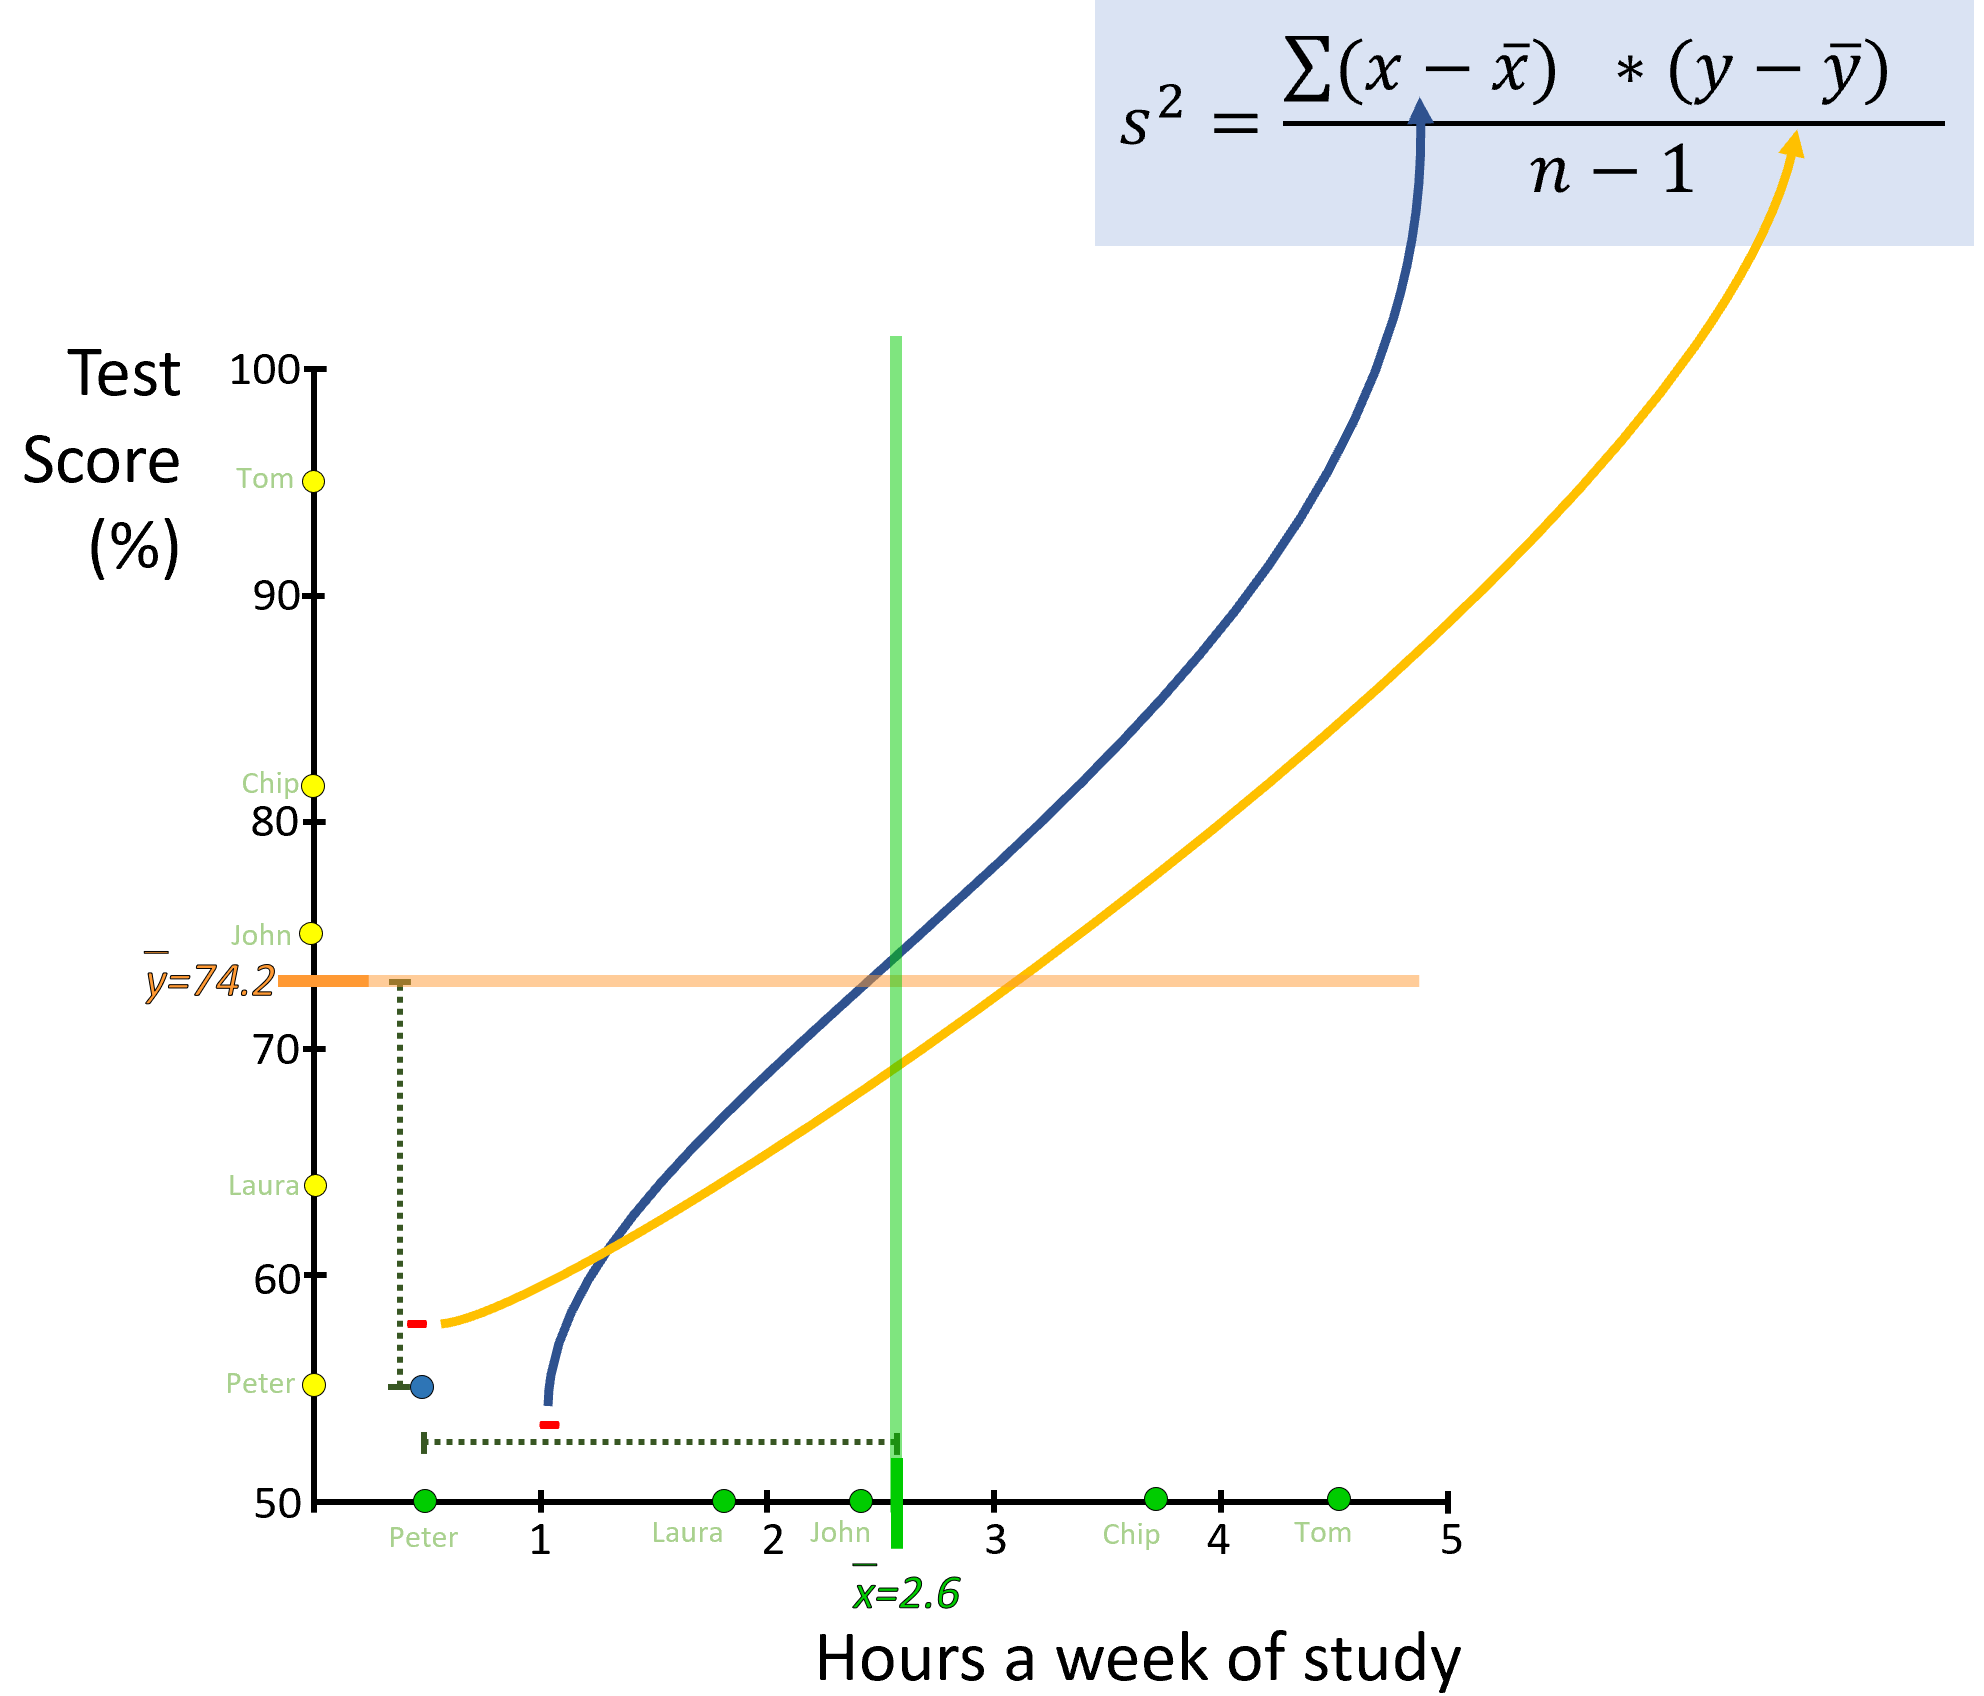 s² = ∑(x − x̅) * (y − y̅)
n − 1
Test
Score
(%)
100
Tom
90
Chip
80
John
y̅=74.2
70
Laura
60
Peter
50
Peter
1
Laura
2
John
3
Chip
4
Tom
5
x̅=2.6
Hours a week of study